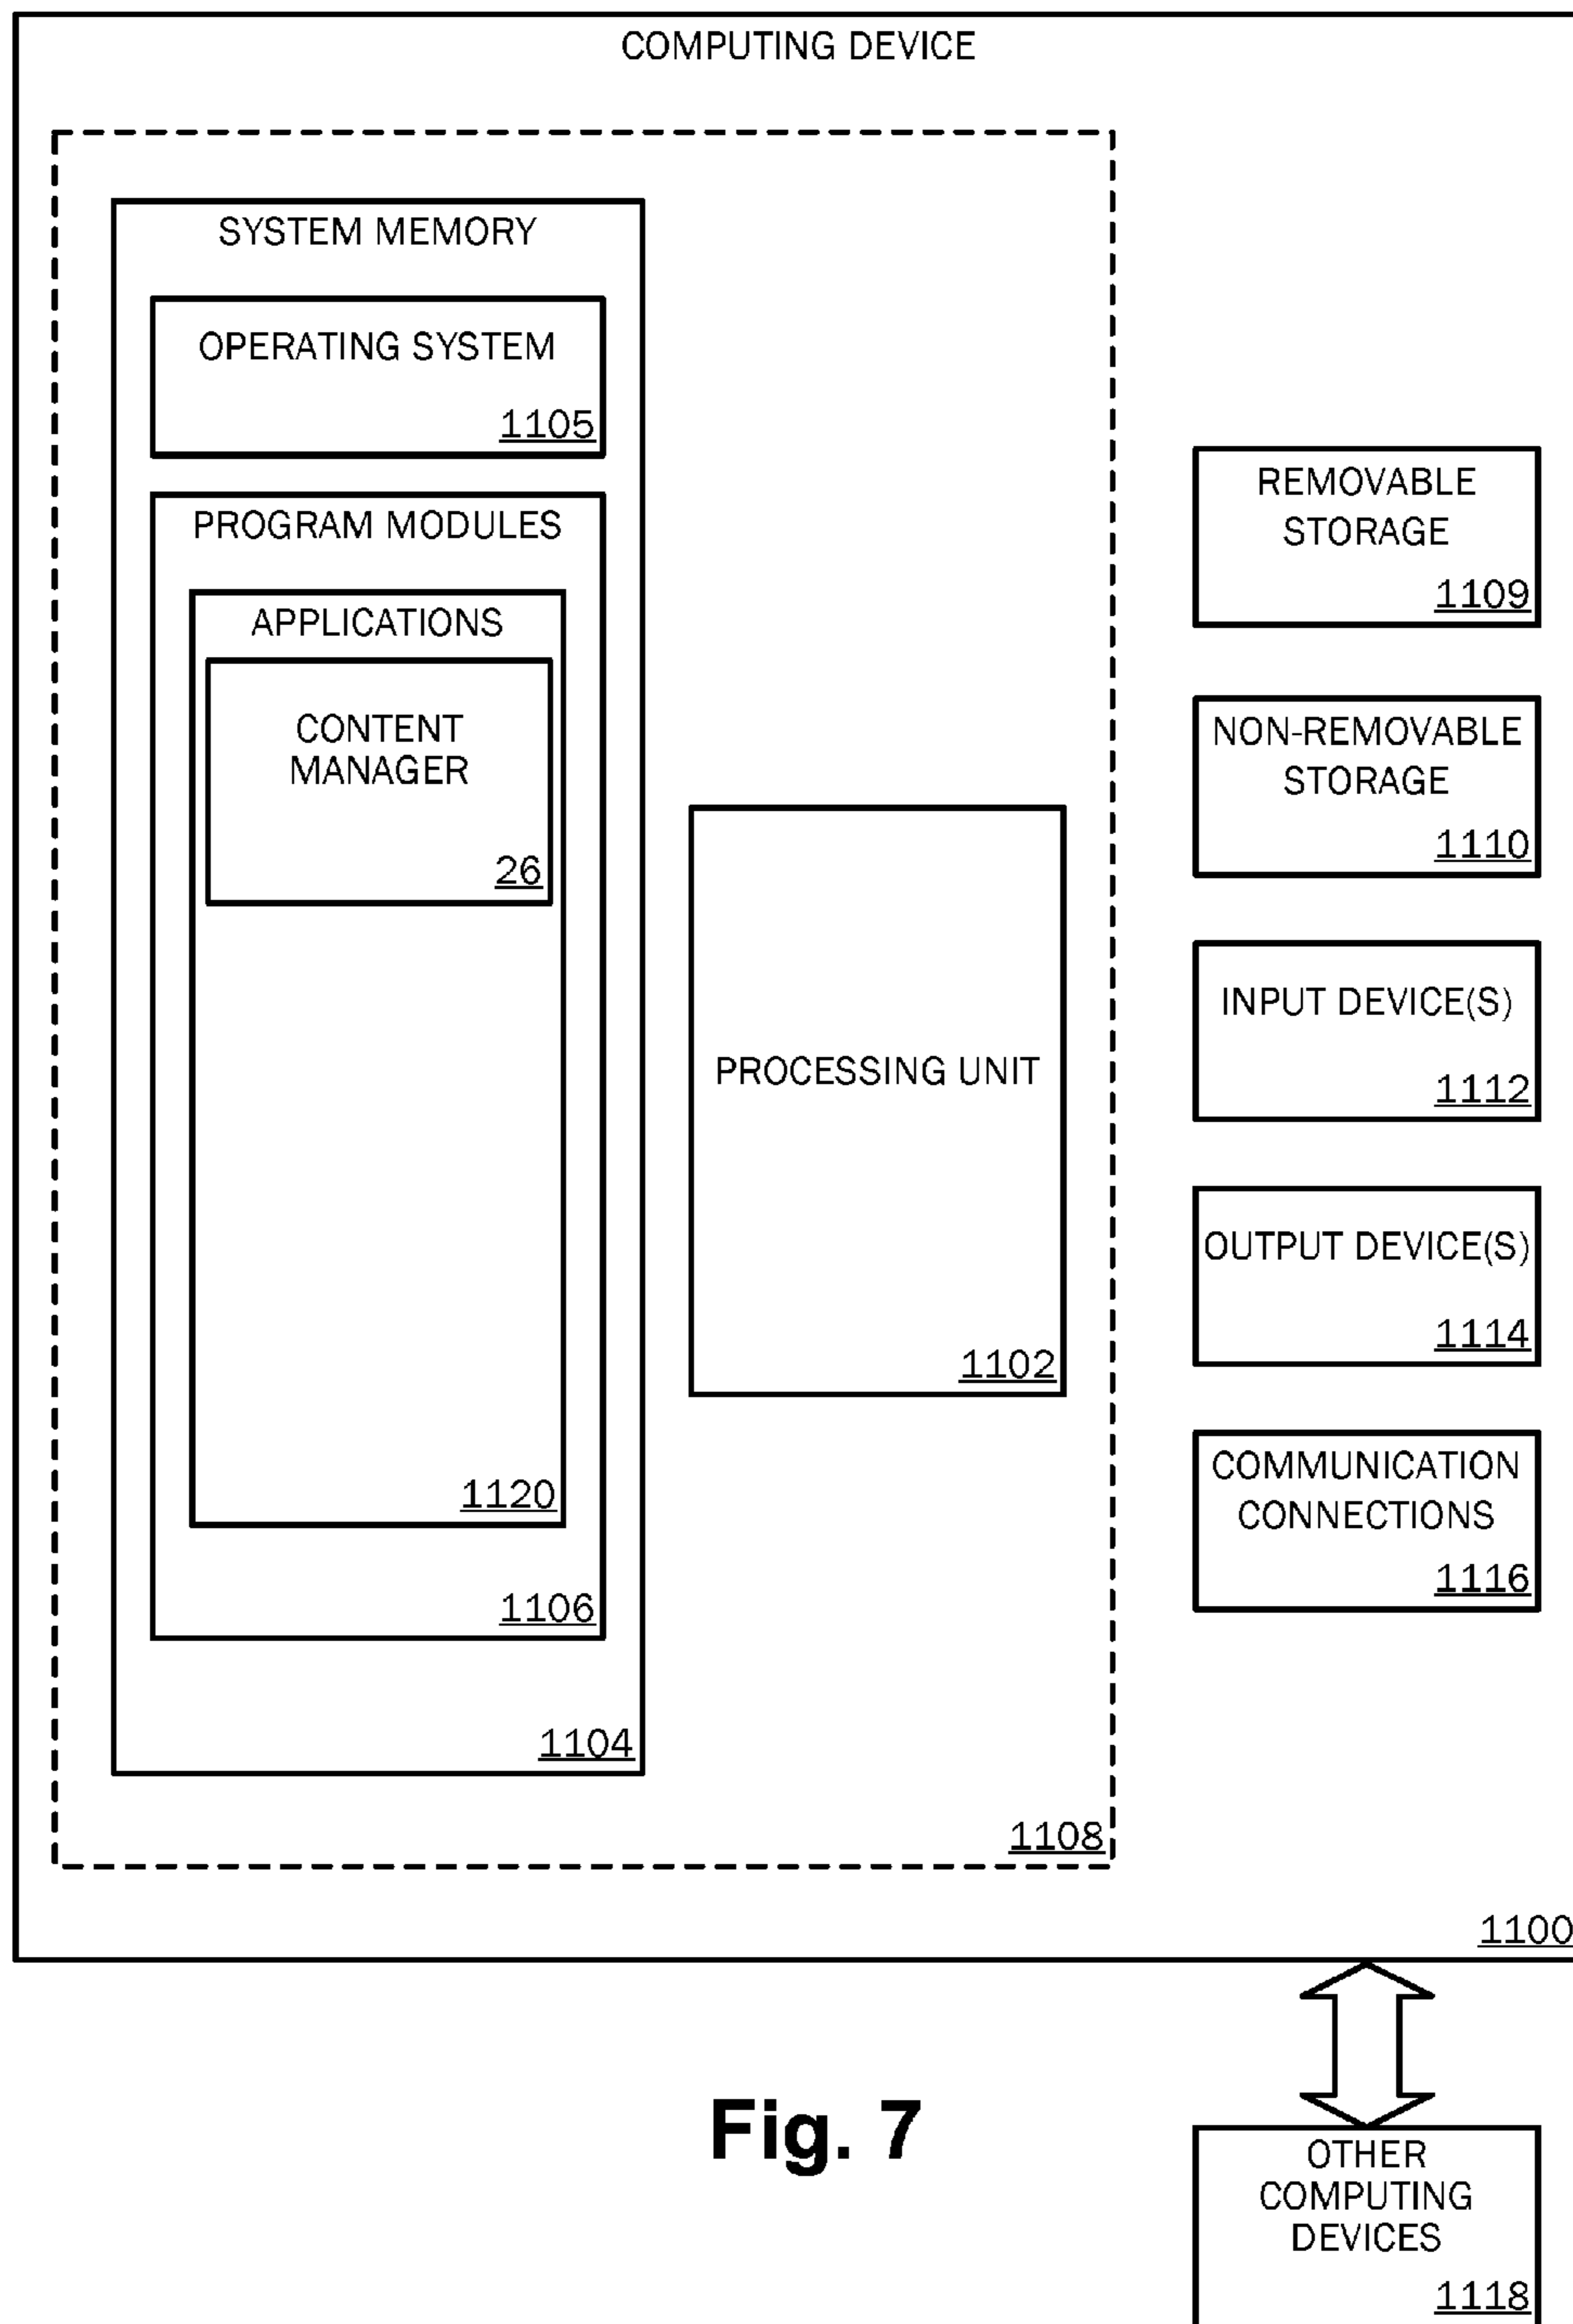 COMPUTING DEVICE
SYSTEM MEMORY
OPERATING SYSTEM
1105
PROGRAM MODULES
APPLICATIONS
CONTENT
MANAGER
26
1120
1106
1104
PROCESSING UNIT
1102
1108
REMOVABLE
STORAGE
1109
NON-REMOVABLE
STORAGE
1110
INPUT DEVICE(S)
1112
OUTPUT DEVICE(S)
1114
COMMUNICATION
CONNECTIONS
1116
1100
OTHER
COMPUTING
DEVICES
1118
Fig. 7